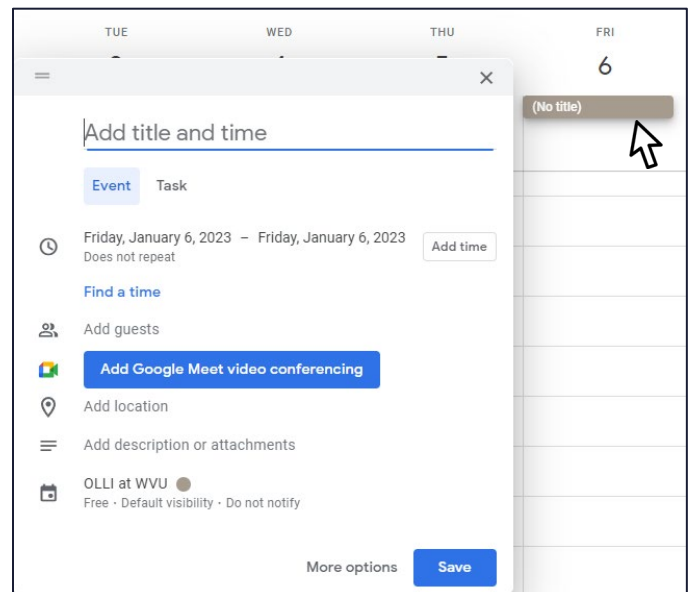 TUE WED THU FRI
6
(No title)
Add title and time
Event Task
Friday, January 6, 2023 – Friday, January 6, 2023
Add time
Does not repeat
Find a time
Add guests
Add Google Meet video conferencing
Add location
Add description or attachments
OLLI at WVU
Free · Default visibility · Do not notify
More options Save